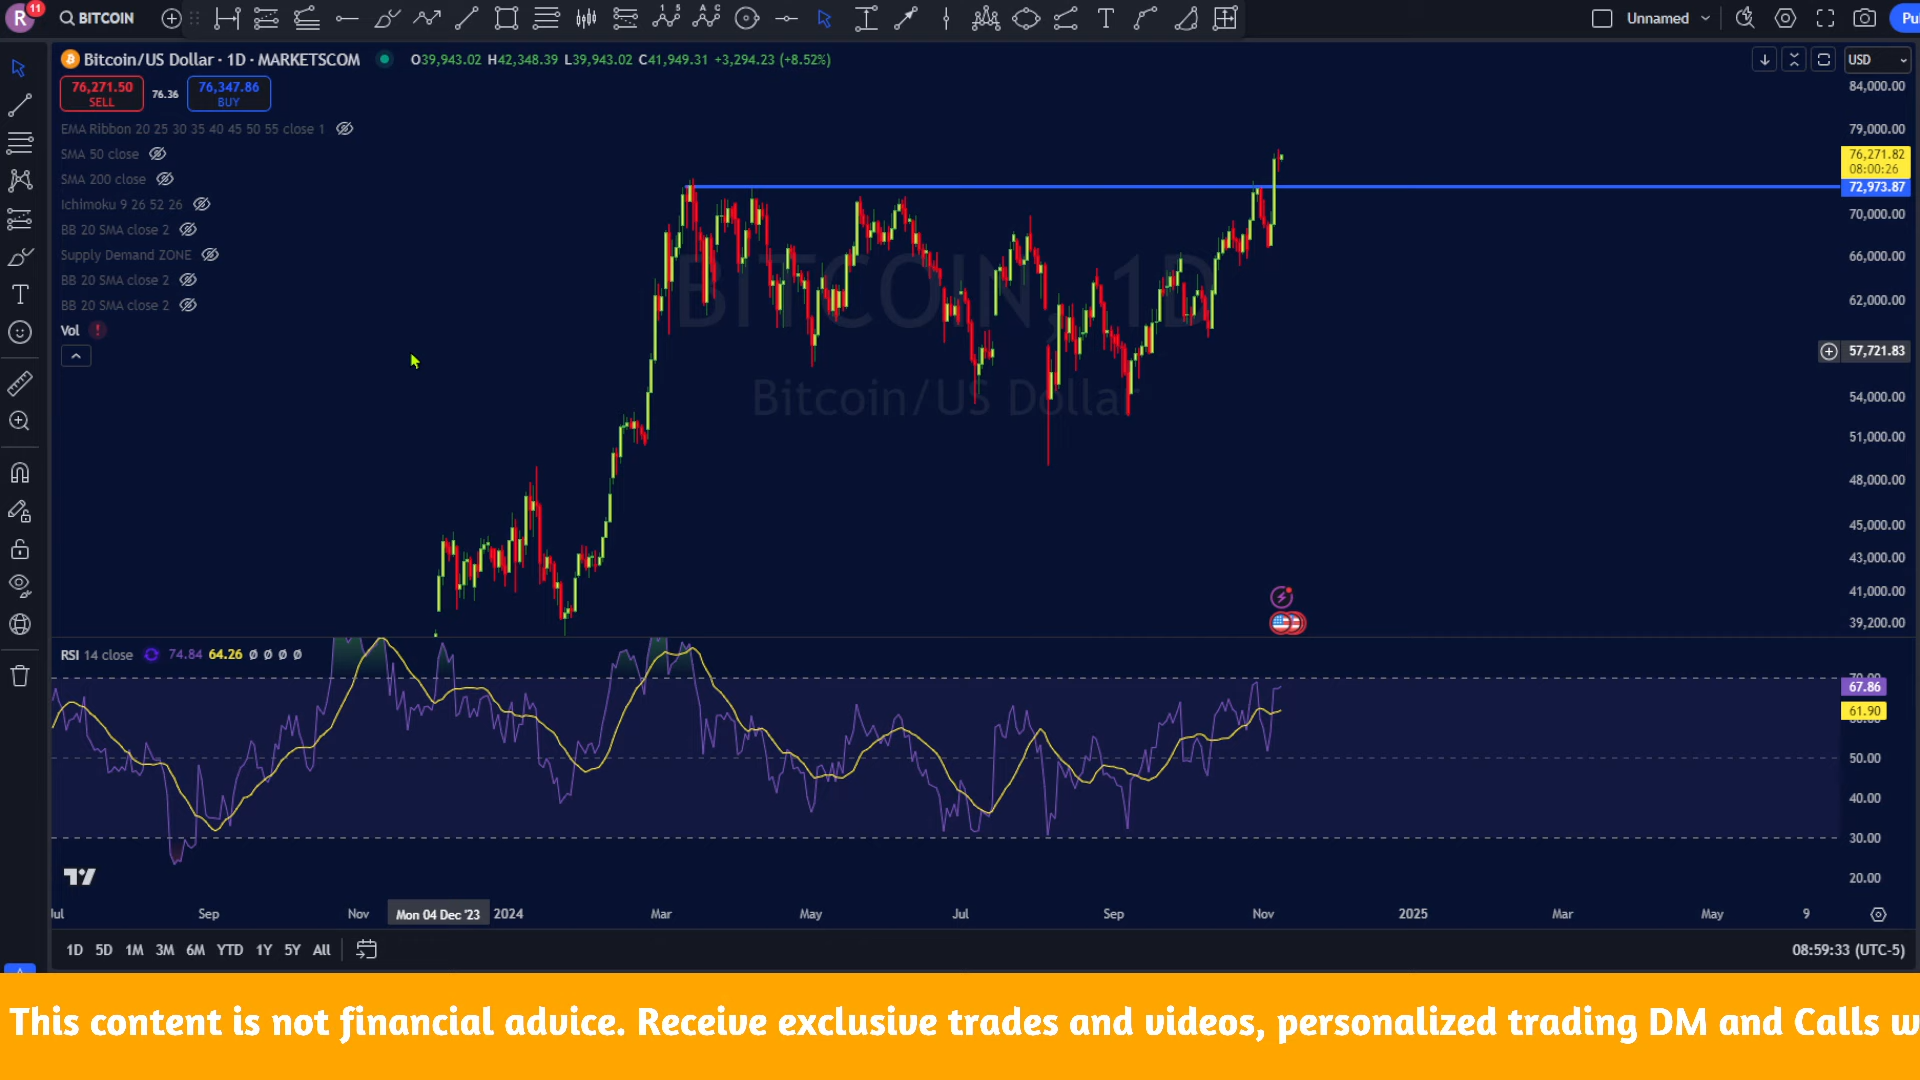 R 11 BITCOIN Unnamed Pu
Bitcoin/US Dollar · 1D · MARKETSCOM O39,943.02 H42,348.39 L39,943.02 C41,949.31 +3,294.23 (+8.52%) USD
76,271.50 SELL 76.36 76,347.86 BUY
EMA Ribbon 20 25 30 35 40 45 50 55 close 1
SMA 50 close
SMA 200 close
Ichimoku 9 26 52 26
BB 20 SMA close 2
Supply Demand ZONE
BB 20 SMA close 2
BB 20 SMA close 2
Vol
BITCOIN, 1D
Bitcoin/US Dollar
84,000.00
79,000.00
76,271.82
08:00:26
72,973.87
70,000.00
66,000.00
62,000.00
57,721.83
54,000.00
51,000.00
48,000.00
45,000.00
43,000.00
41,000.00
39,200.00
RSI 14 close 74.84 64.26 Ø Ø Ø Ø
67.86
61.90
50.00
40.00
30.00
20.00
Jul Sep Nov Mon 04 Dec '23 2024 Mar May Jul Sep Nov 2025 Mar May 9
1D 5D 1M 3M 6M YTD 1Y 5Y All 08:59:33 (UTC-5)
This content is not financial advice. Receive exclusive trades and videos, personalized trading DM and Calls w